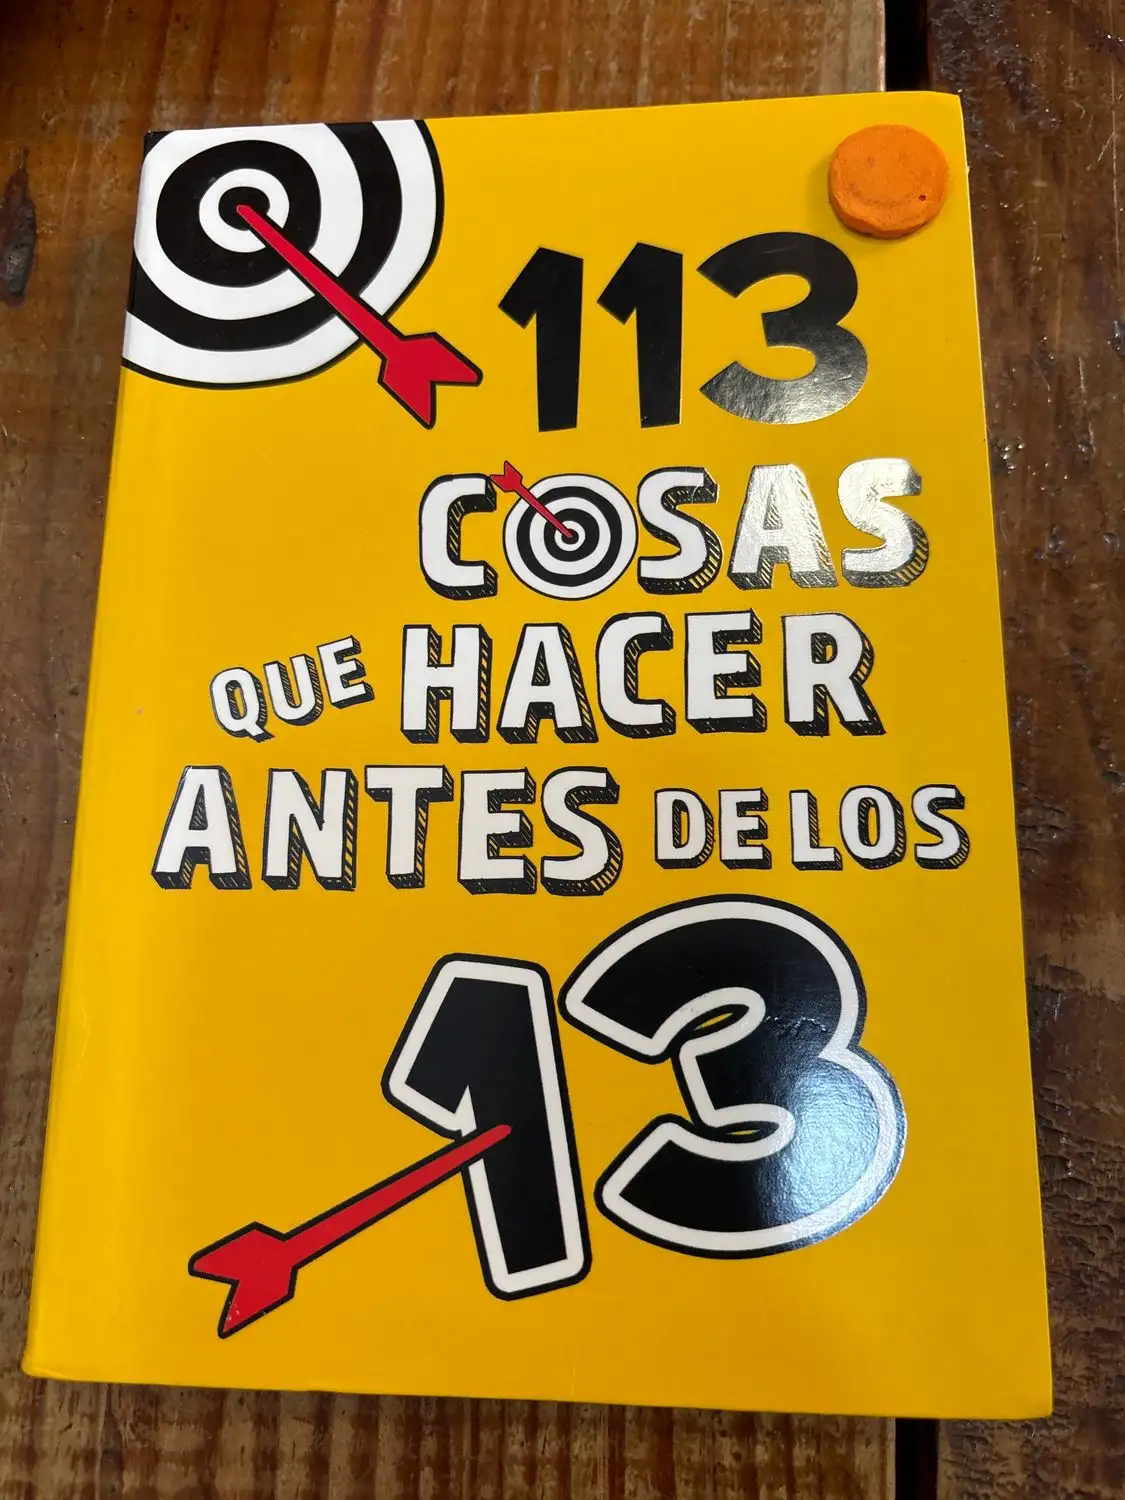 113
COSAS
QUE HACER
ANTES DE LOS
13